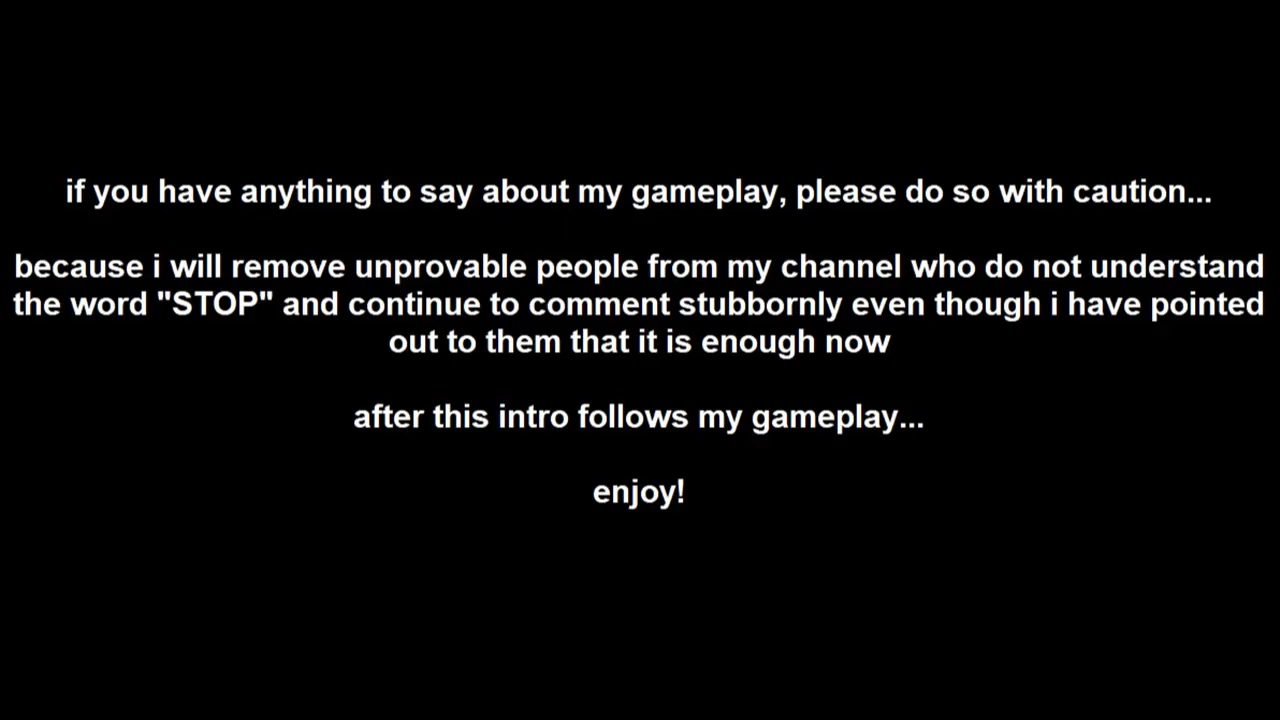 if you have anything to say about my gameplay, please do so with caution...
because i will remove unprovable people from my channel who do not understand
the word "STOP" and continue to comment stubbornly even though i have pointed
out to them that it is enough now
after this intro follows my gameplay...
enjoy!